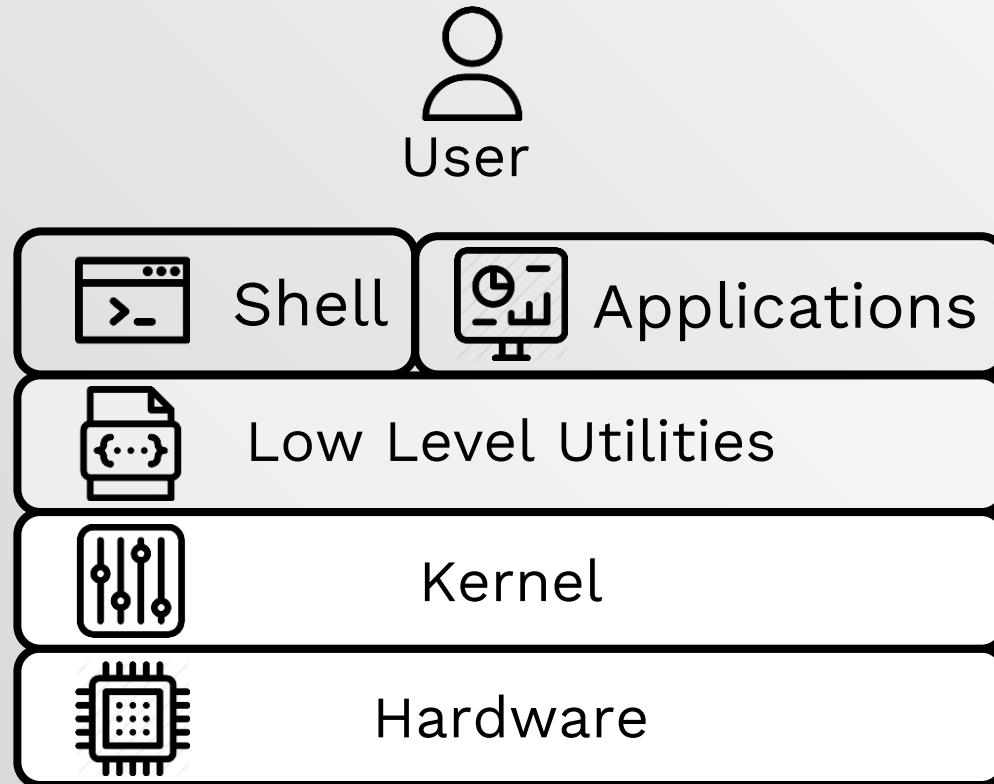 User
Shell
Applications
Low Level Utilities
Kernel
Hardware